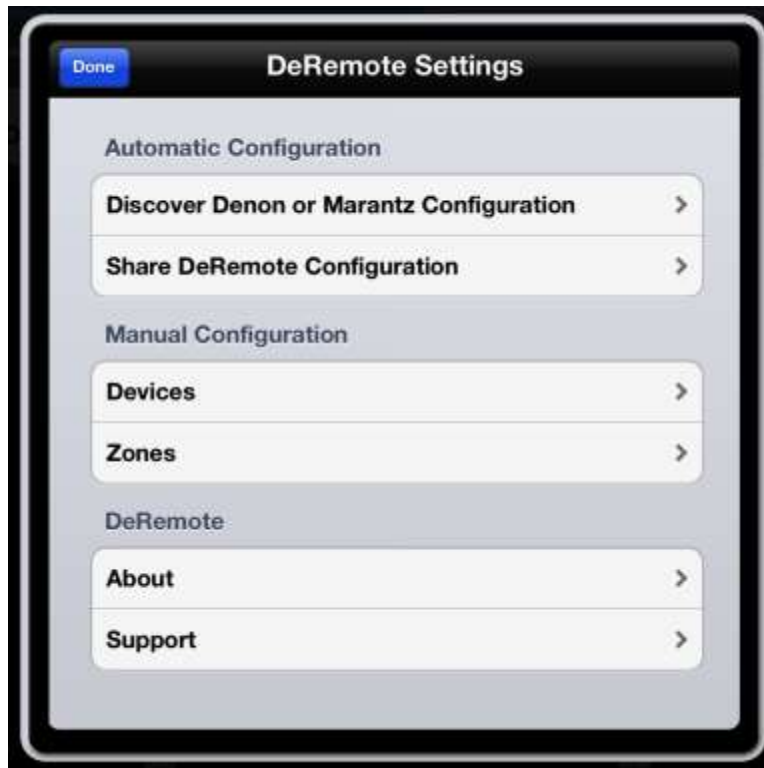 Done
DeRemote Settings
Automatic Configuration
Discover Denon or Marantz Configuration
Share DeRemote Configuration
Manual Configuration
Devices
Zones
DeRemote
About
Support